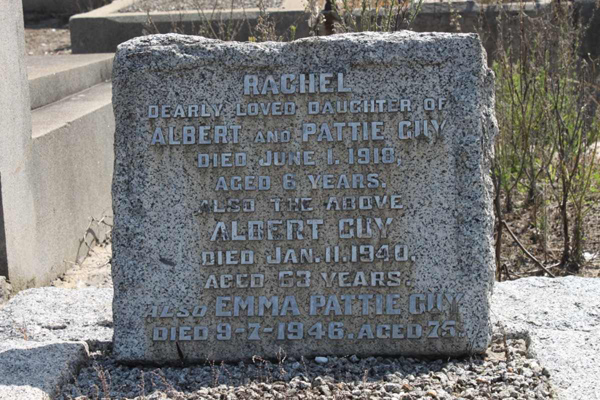 RACHEL
DEARLY LOVED DAUGHTER OF
ALBERT AND PATTIE GUY
DIED JUNE 1. 1918.
AGED 6 YEARS.
ALSO THE ABOVE
ALBERT GUY
DIED JAN. 11. 1940.
AGED 63 YEARS.
ALSO EMMA PATTIE GUY
DIED 9-7-1946. AGED 75.